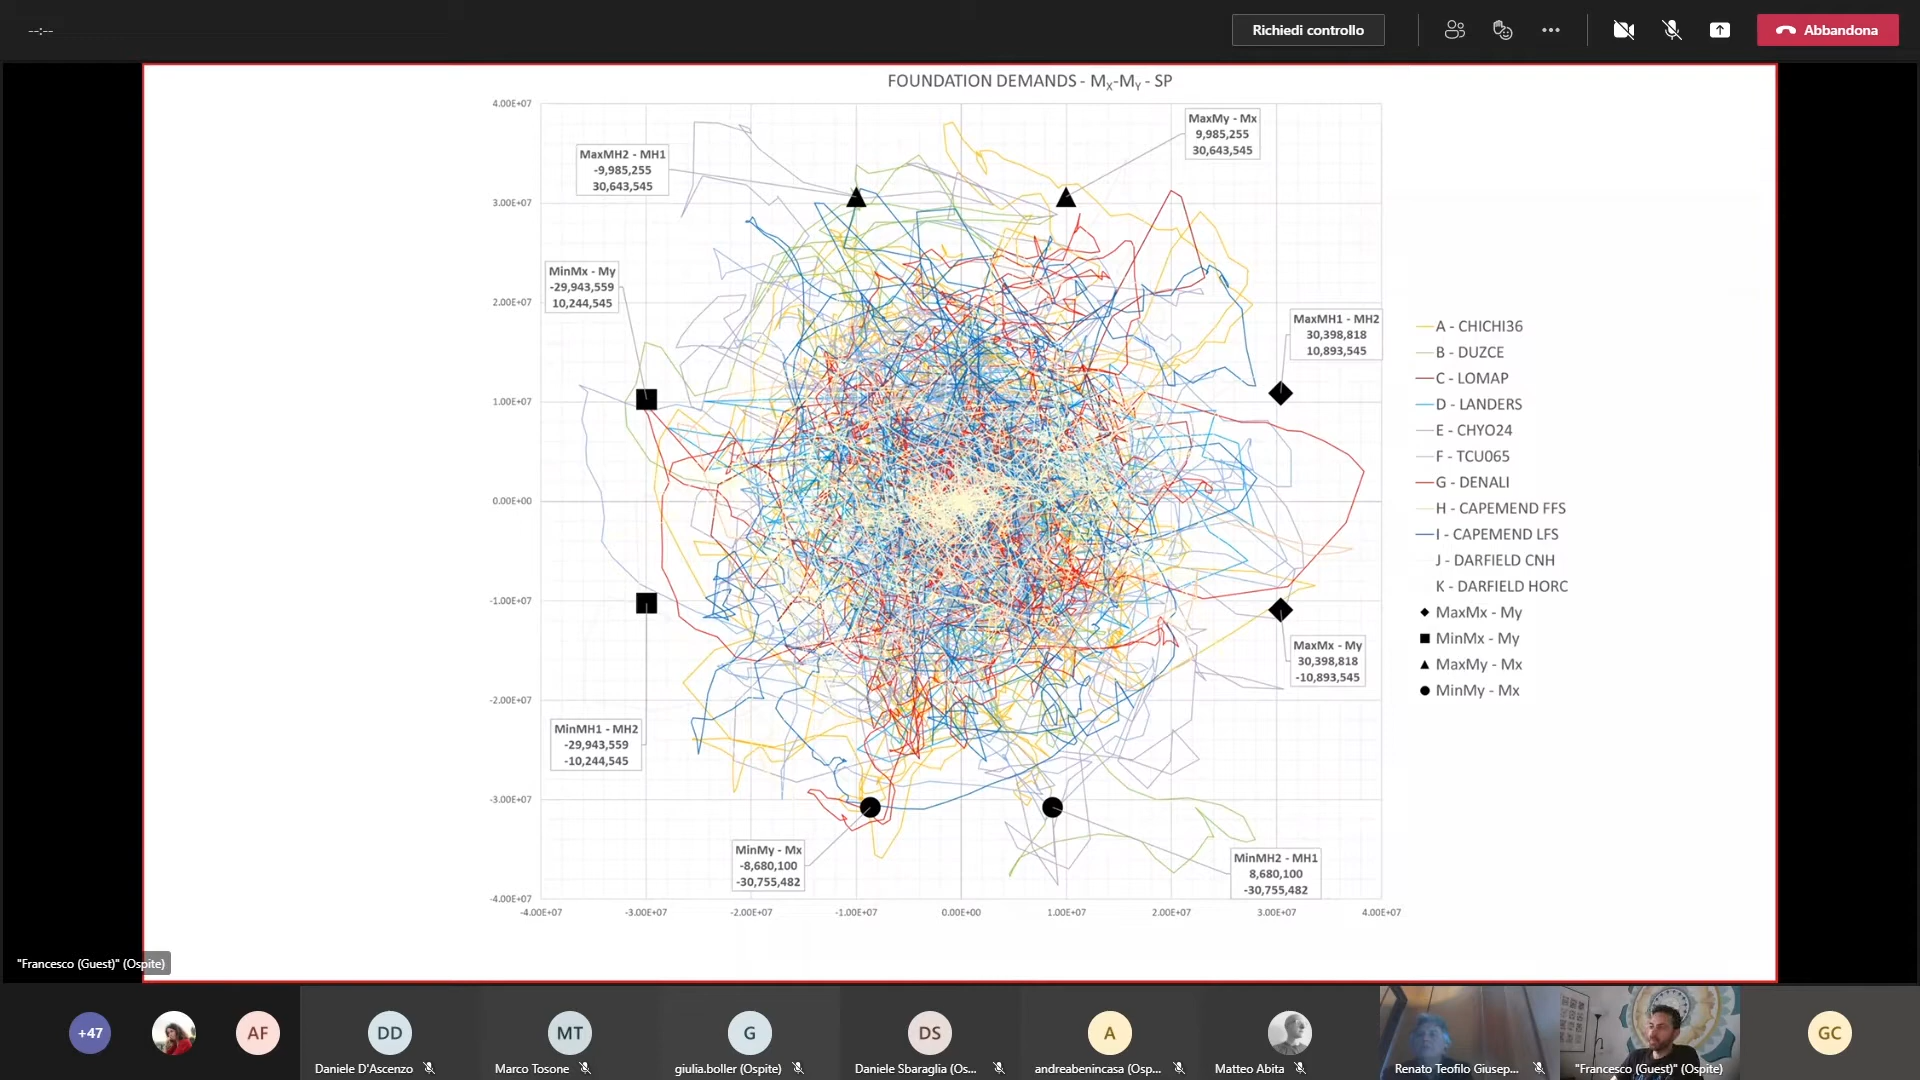 --:--
Richiedi controllo
Abbandona
FOUNDATION DEMANDS - MX-MY - SP
4.00E+07
3.00E+07
2.00E+07
1.00E+07
0.00E+00
-1.00E+07
-2.00E+07
-3.00E+07
-4.00E+07
-4.00E+07 -3.00E+07 -2.00E+07 -1.00E+07 0.00E+00 1.00E+07 2.00E+07 3.00E+07 4.00E+07
MaxMH2 - MH1
-9,985,255
30,643,545
MaxMy - Mx
9,985,255
30,643,545
MinMx - My
-29,943,559
10,244,545
MaxMH1 - MH2
30,398,818
10,893,545
MaxMx - My
30,398,818
-10,893,545
MinMH1 - MH2
-29,943,559
-10,244,545
MinMy - Mx
-8,680,100
-30,755,482
MinMH2 - MH1
8,680,100
-30,755,482
A - CHICHI36
B - DUZCE
C - LOMAP
D - LANDERS
E - CHYO24
F - TCU065
G - DENALI
H - CAPEMEND FFS
I - CAPEMEND LFS
J - DARFIELD CNH
K - DARFIELD HORC
MaxMx - My
MinMx - My
MaxMy - Mx
MinMy - Mx
"Francesco (Guest)" (Ospite)
+47
AF
DD
MT
G
DS
A
GC
Daniele D'Ascenzo
Marco Tosone
giulia.boller (Ospite)
Daniele Sbaraglia (Os...
andreabenincasa (Osp...
Matteo Abita
Renato Teofilo Giusep...
"Francesco (Guest)" (Ospite)